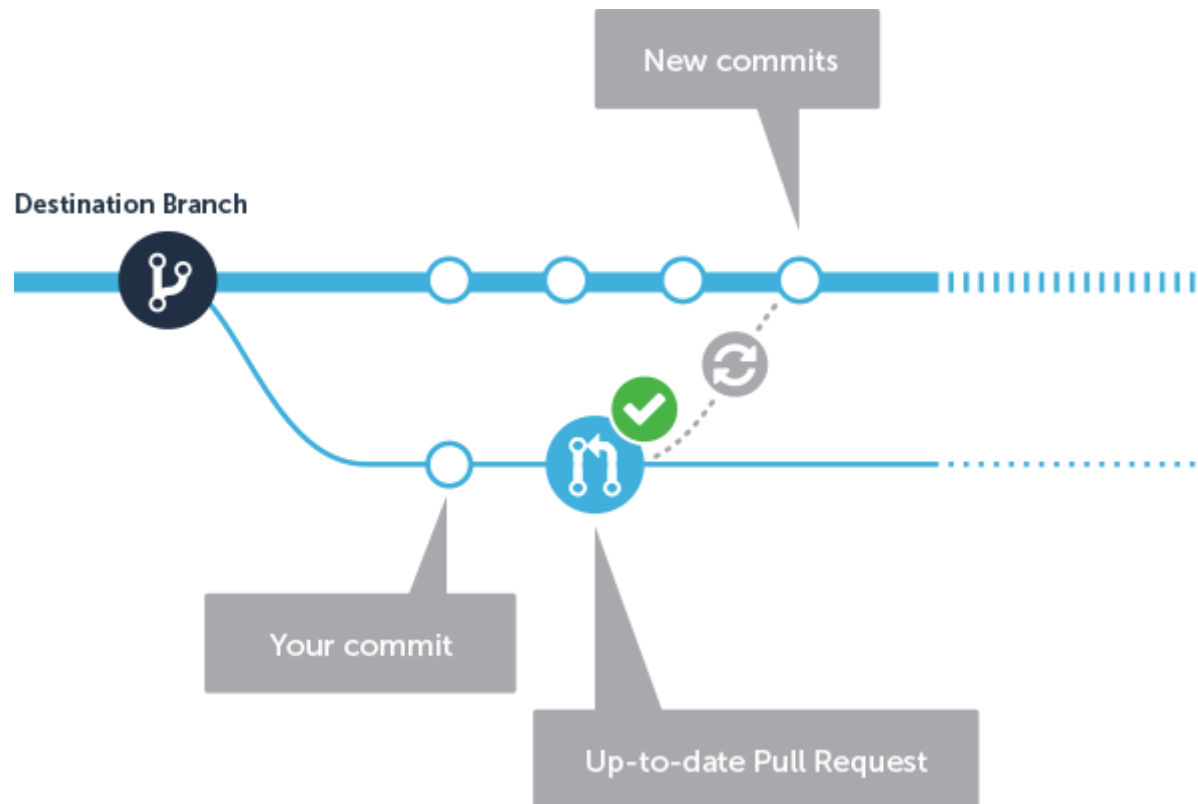 New commits
Destination Branch
Your commit
Up-to-date Pull Request